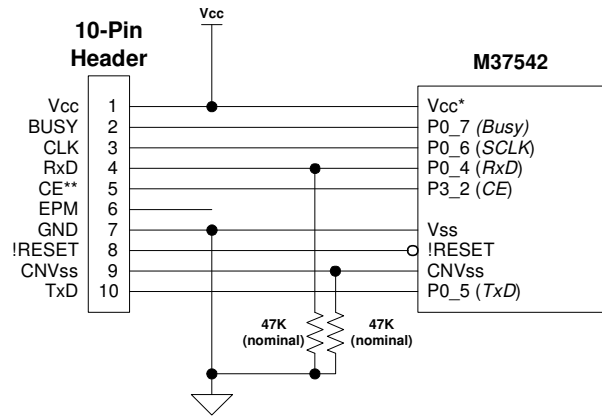 Vcc
10-Pin
Header
M37542
Vcc 1 Vcc*
BUSY 2 P0_7 (Busy)
CLK 3 P0_6 (SCLK)
RxD 4 P0_4 (RxD)
CE** 5 P3_2 (CE)
EPM 6
GND 7 Vss
!RESET 8 !RESET
CNVss 9 CNVss
TxD 10 P0_5 (TxD)
47K 47K
(nominal) (nominal)